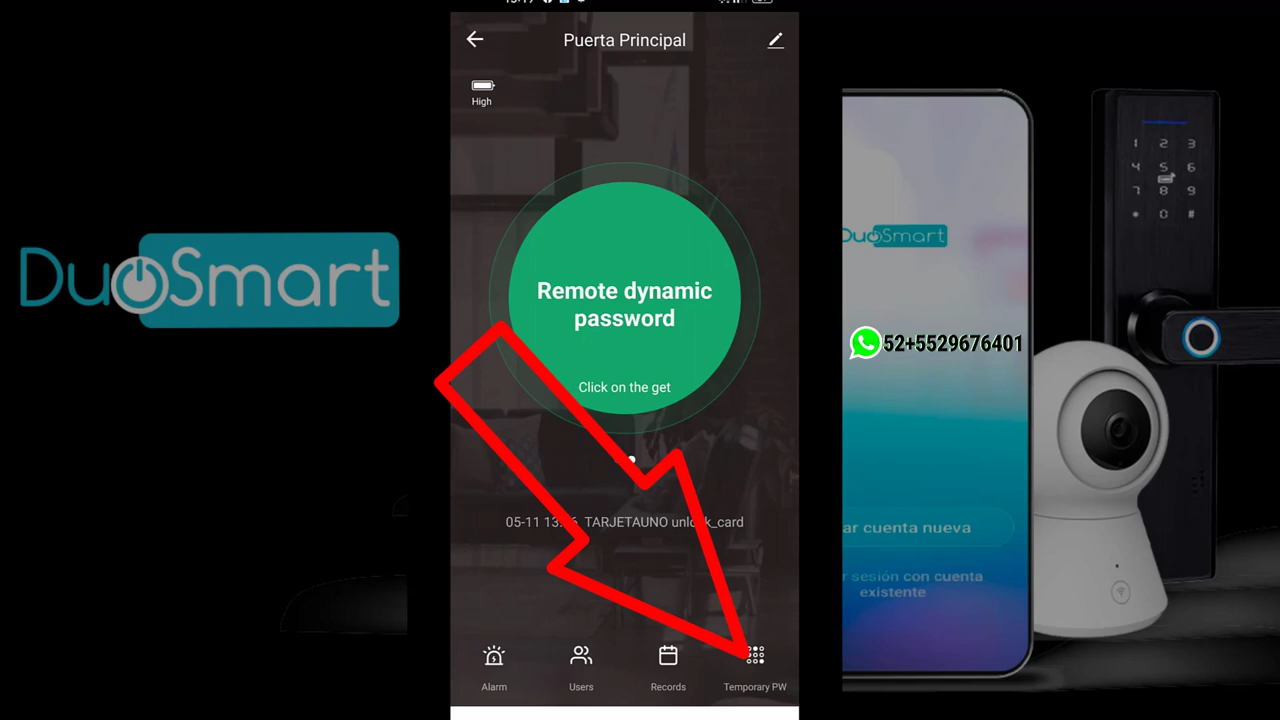 DuoSmart
Puerta Principal
High
Remote dynamic
password
Click on the get
TARJETAUNO
Alarm
Users
Records
Temporary PW
DuoSmart
52+5529676401
cuenta nueva
sesión con cuenta
existente
1 2 3
4 5 6
7 8 9
* 0 #